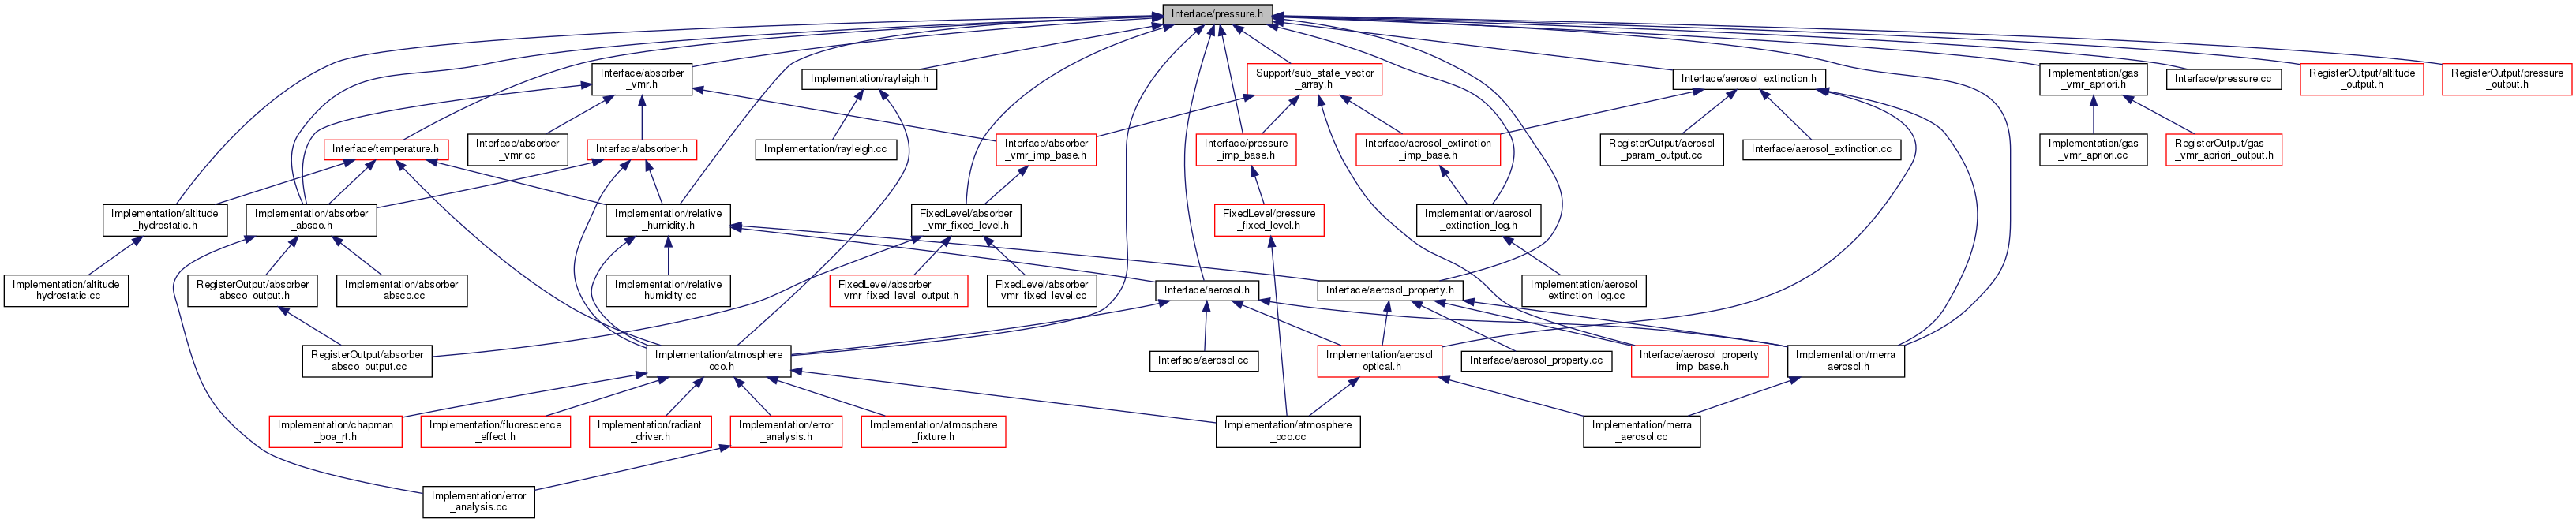 Interface/pressure.h
Interface/absorber
_vmr.h
Implementation/rayleigh.h
Support/sub_state_vector
_array.h
Interface/aerosol_extinction.h
Implementation/gas
_vmr_apriori.h
Interface/pressure.cc
RegisterOutput/altitude
_output.h
RegisterOutput/pressure
_output.h
Interface/temperature.h
Interface/absorber
_vmr.cc
Interface/absorber.h
Implementation/rayleigh.cc
Interface/absorber
_vmr_imp_base.h
Interface/pressure
_imp_base.h
Interface/aerosol_extinction
_imp_base.h
RegisterOutput/aerosol
_param_output.cc
Interface/aerosol_extinction.cc
Implementation/gas
_vmr_apriori.cc
RegisterOutput/gas
_vmr_apriori_output.h
Implementation/altitude
_hydrostatic.h
Implementation/absorber
_absco.h
Implementation/relative
_humidity.h
FixedLevel/absorber
_vmr_fixed_level.h
FixedLevel/pressure
_fixed_level.h
Implementation/aerosol
_extinction_log.h
Implementation/altitude
_hydrostatic.cc
RegisterOutput/absorber
_absco_output.h
Implementation/absorber
_absco.cc
Implementation/relative
_humidity.cc
FixedLevel/absorber
_vmr_fixed_level_output.h
FixedLevel/absorber
_vmr_fixed_level.cc
Interface/aerosol.h
Interface/aerosol_property.h
Implementation/aerosol
_extinction_log.cc
RegisterOutput/absorber
_absco_output.cc
Implementation/atmosphere
_oco.h
Interface/aerosol.cc
Implementation/aerosol
_optical.h
Interface/aerosol_property.cc
Interface/aerosol_property
_imp_base.h
Implementation/merra
_aerosol.h
Implementation/chapman
_boa_rt.h
Implementation/fluorescence
_effect.h
Implementation/radiant
_driver.h
Implementation/error
_analysis.h
Implementation/atmosphere
_fixture.h
Implementation/atmosphere
_oco.cc
Implementation/merra
_aerosol.cc
Implementation/error
_analysis.cc